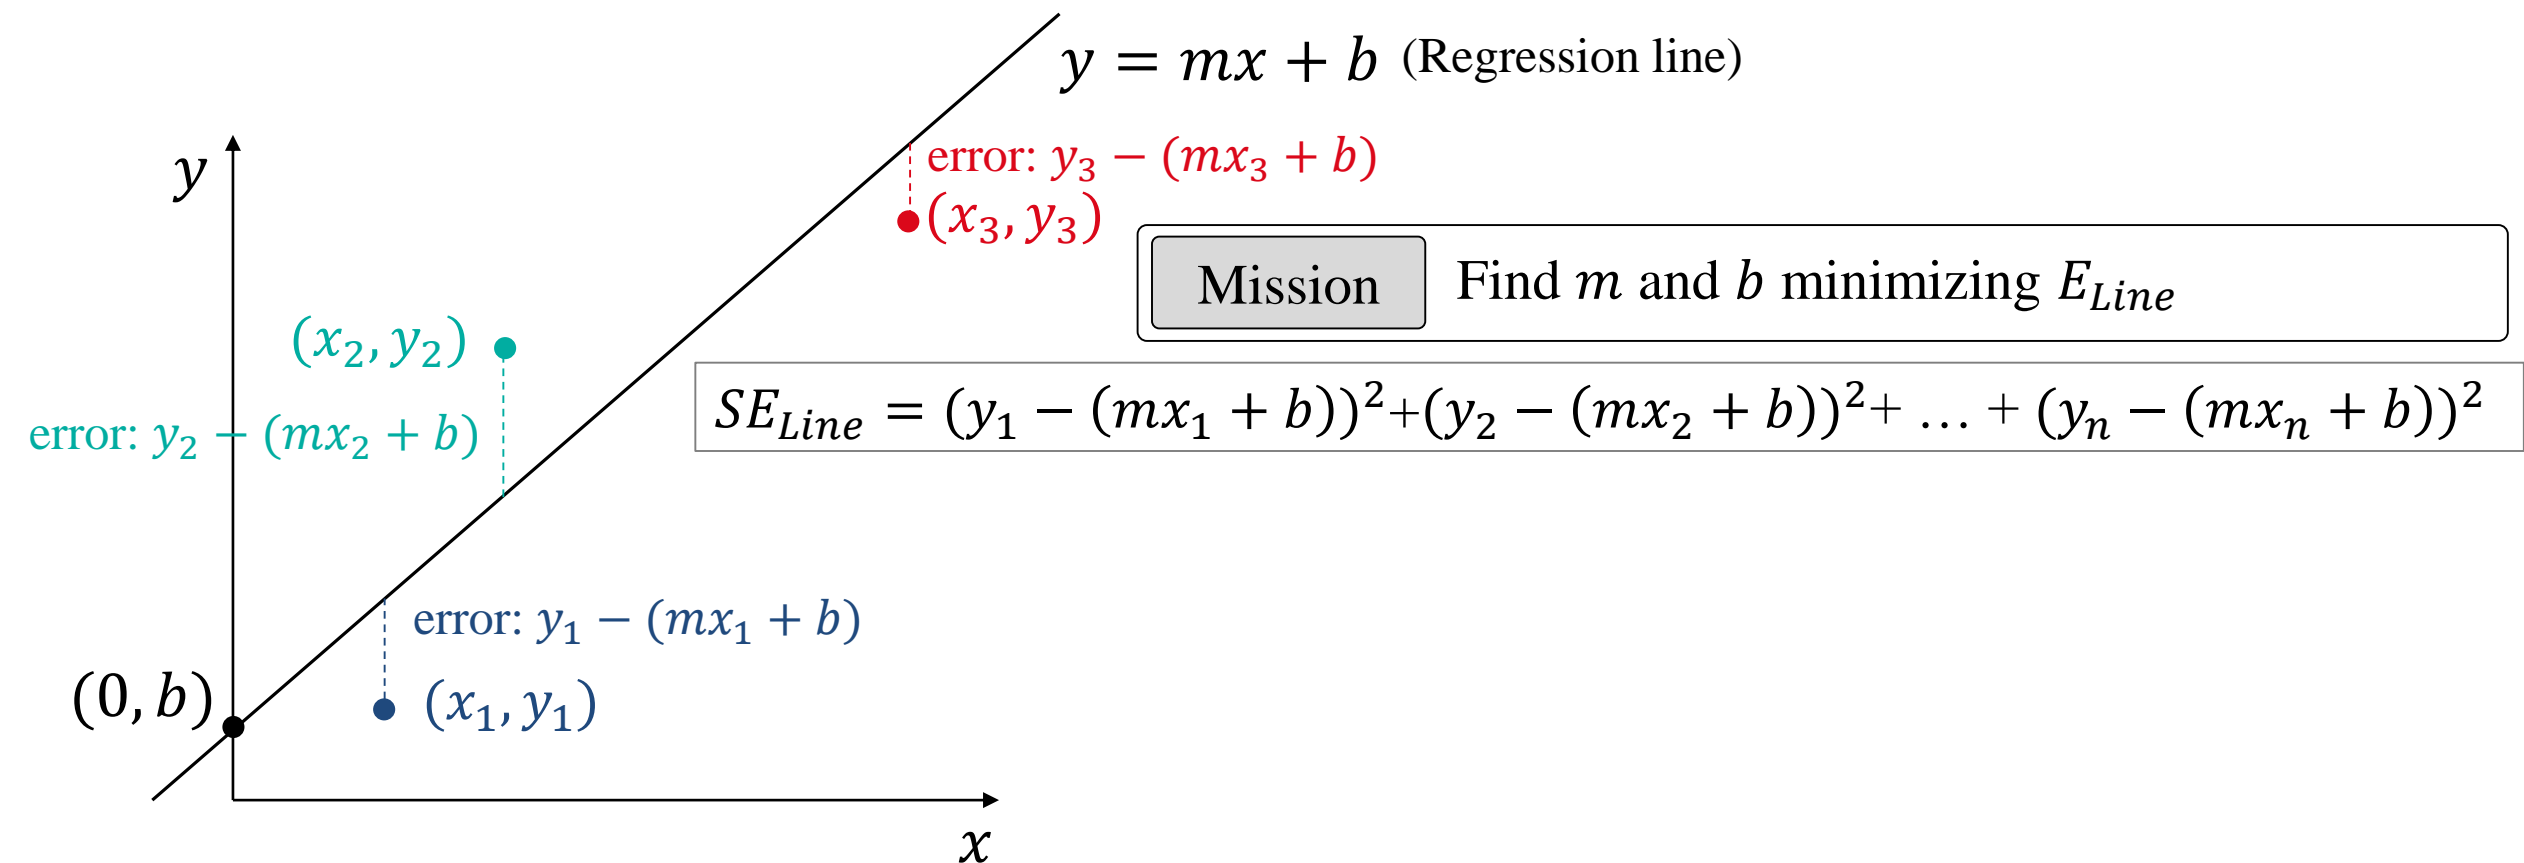 y = mx + b (Regression line)
y
error: y₃ − (mx₃ + b)
(x₃, y₃)
Mission Find m and b minimizing E_Line
(x₂, y₂)
SE_Line = (y₁ − (mx₁ + b))²+(y₂ − (mx₂ + b))²+ … + (yₙ − (mxₙ + b))²
error: y₂ − (mx₂ + b)
error: y₁ − (mx₁ + b)
(0, b)
(x₁, y₁)
x